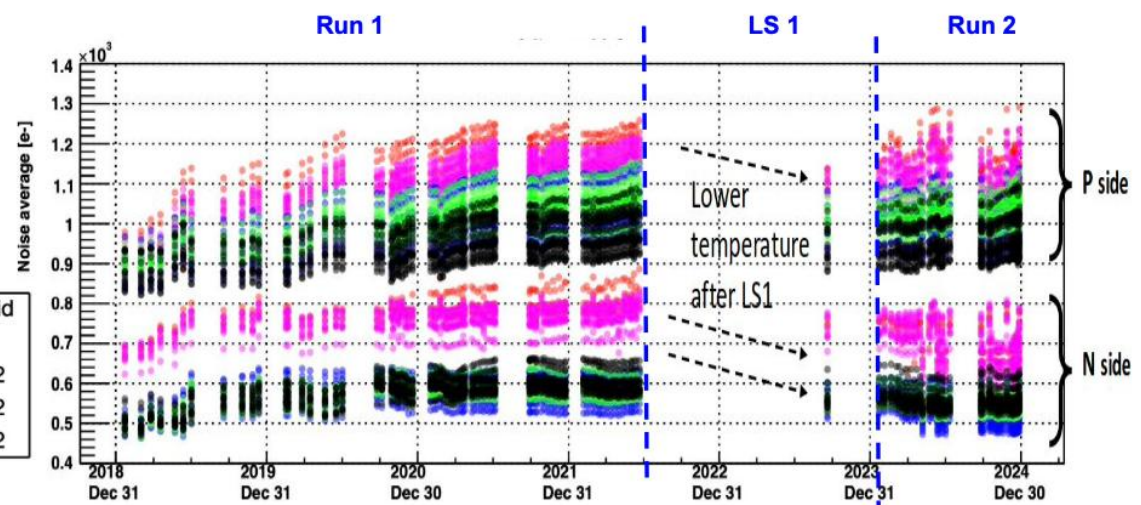 Run 1
LS 1
Run 2
×10³
1.4
1.3
1.2
1.1
1
0.9
0.8
0.7
0.6
0.5
0.4
Noise average [e-]
Lower
temperature
after LS1
P side
N side
2018
Dec 31
2019
Dec 31
2020
Dec 30
2021
Dec 31
2022
Dec 31
2023
Dec 31
2024
Dec 30